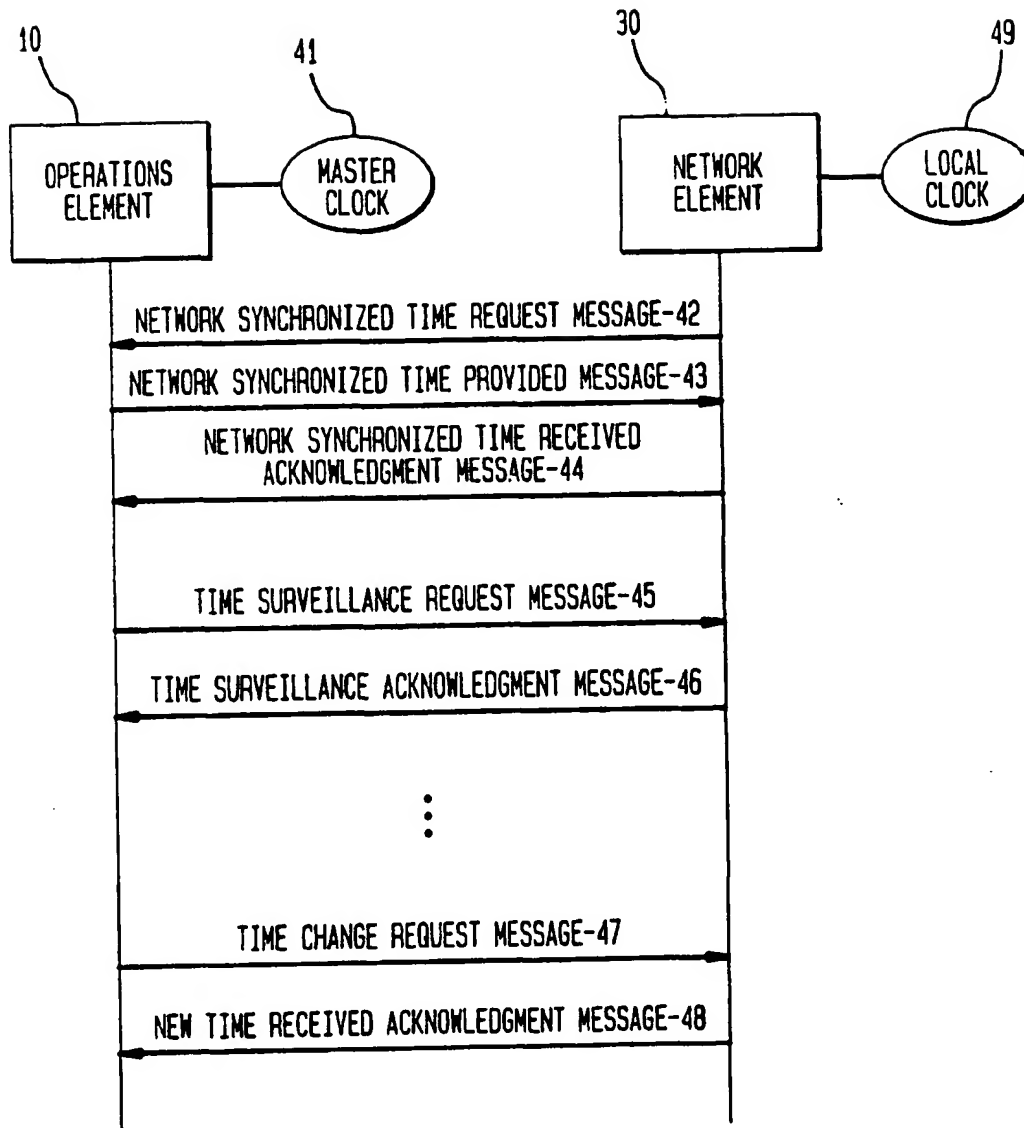 10
41
30
49
OPERATIONS
ELEMENT
MASTER
CLOCK
NETWORK
ELEMENT
LOCAL
CLOCK
NETWORK SYNCHRONIZED TIME REQUEST MESSAGE-42
NETWORK SYNCHRONIZED TIME PROVIDED MESSAGE-43
NETWORK SYNCHRONIZED TIME RECEIVED
ACKNOWLEDGMENT MESSAGE-44
TIME SURVEILLANCE REQUEST MESSAGE-45
TIME SURVEILLANCE ACKNOWLEDGMENT MESSAGE-46
TIME CHANGE REQUEST MESSAGE-47
NEW TIME RECEIVED ACKNOWLEDGMENT MESSAGE-48